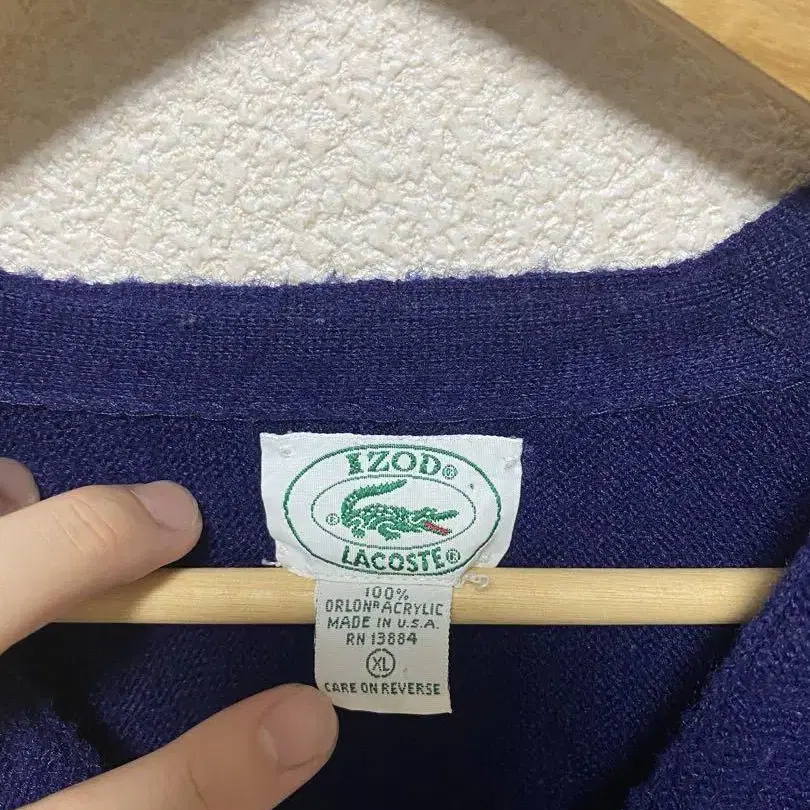 IZOD®
®
LACOSTE®
100%
ORLON® ACRYLIC
MADE IN U.S.A.
RN 13884
XL
CARE ON REVERSE